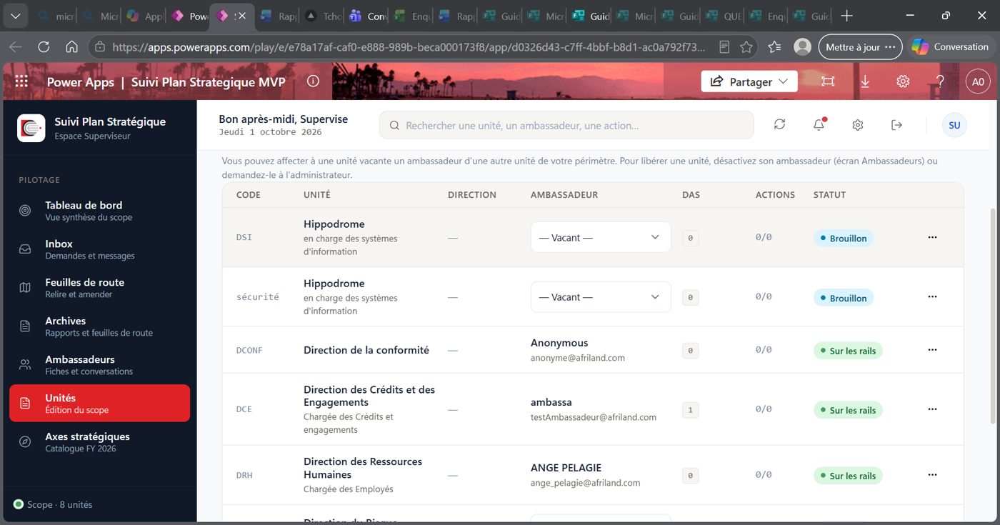 micr
Micr
App
Pow
Rap
Tcho
Con
Enq
Rap
Guid
Micr
Guid
Micr
Guid
QUE
Enq
Guid
https://apps.powerapps.com/play/e/e78a17af-caf0-e888-989b-beca000173f8/app/d0326d43-c7ff-4bbf-b8d1-ac0a792f73...
Mettre à jour ···
Conversation
Power Apps | Suivi Plan Strategique MVP
Partager
A0
Suivi Plan Stratégique
Espace Superviseur
Bon après-midi, Supervise
Jeudi 1 octobre 2026
Rechercher une unité, un ambassadeur, une action...
SU
PILOTAGE
Tableau de bord
Vue synthèse du scope
Inbox
Demandes et messages
Feuilles de route
Relire et amender
Archives
Rapports et feuilles de route
Ambassadeurs
Fiches et conversations
Unités
Édition du scope
Axes stratégiques
Catalogue FY 2026
Scope · 8 unités
Vous pouvez affecter à une unité vacante un ambassadeur d'une autre unité de votre périmètre. Pour libérer une unité, désactivez son ambassadeur (écran Ambassadeurs) ou
demandez-le à l'administrateur.
CODE UNITÉ DIRECTION AMBASSADEUR DAS ACTIONS STATUT
DSI
Hippodrome
en charge des systèmes
d'information
—
— Vacant —
0
0/0
Brouillon
···
sécurité
Hippodrome
en charge des systèmes
d'information
—
— Vacant —
0
0/0
Brouillon
···
DCONF
Direction de la conformité
—
Anonymous
anonyme@afriland.com
0
0/0
Sur les rails
···
DCE
Direction des Crédits et des
Engagements
Chargée des Crédits et
engagements
—
ambassa
testAmbassadeur@afriland.com
1
0/0
Sur les rails
···
DRH
Direction des Ressources
Humaines
Chargée des Employés
—
ANGE PELAGIE
ange_pelagie@afriland.com
0
0/0
Sur les rails
···
Direction du Risque